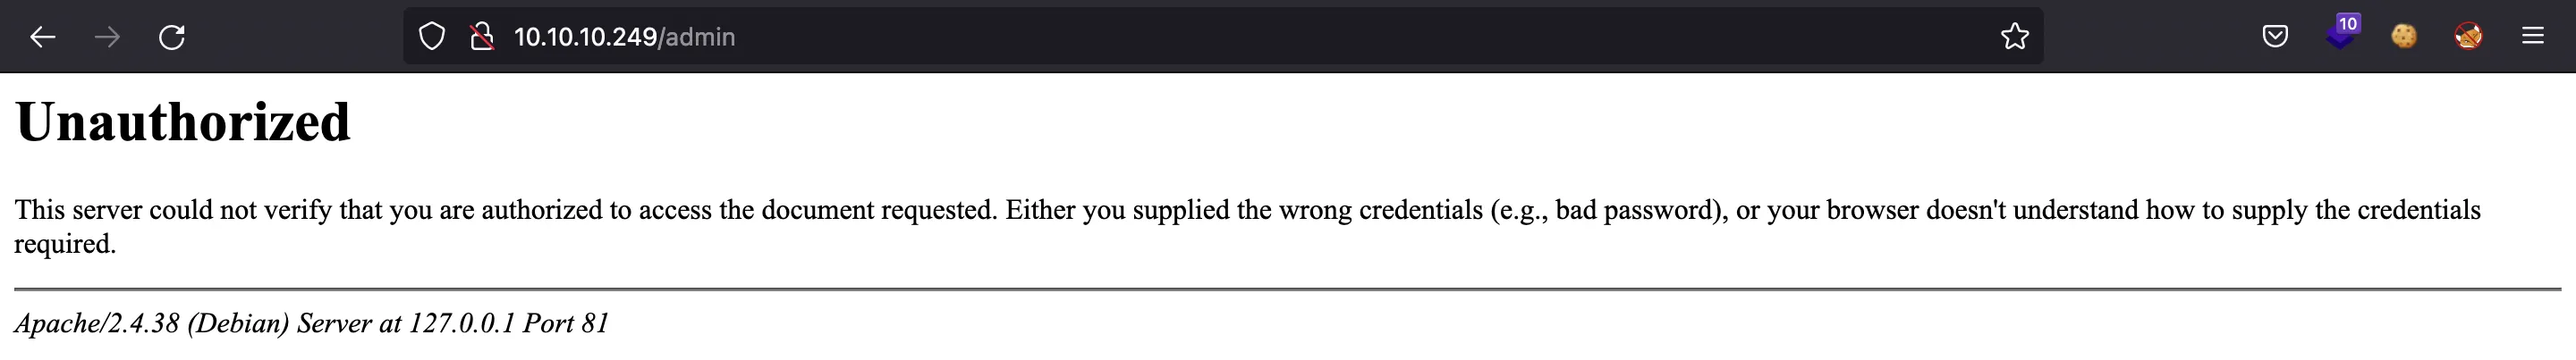 10.10.10.249/admin
10
Unauthorized
This server could not verify that you are authorized to access the document requested. Either you supplied the wrong credentials (e.g., bad password), or your browser doesn't understand how to supply the credentials
required.
Apache/2.4.38 (Debian) Server at 127.0.0.1 Port 81